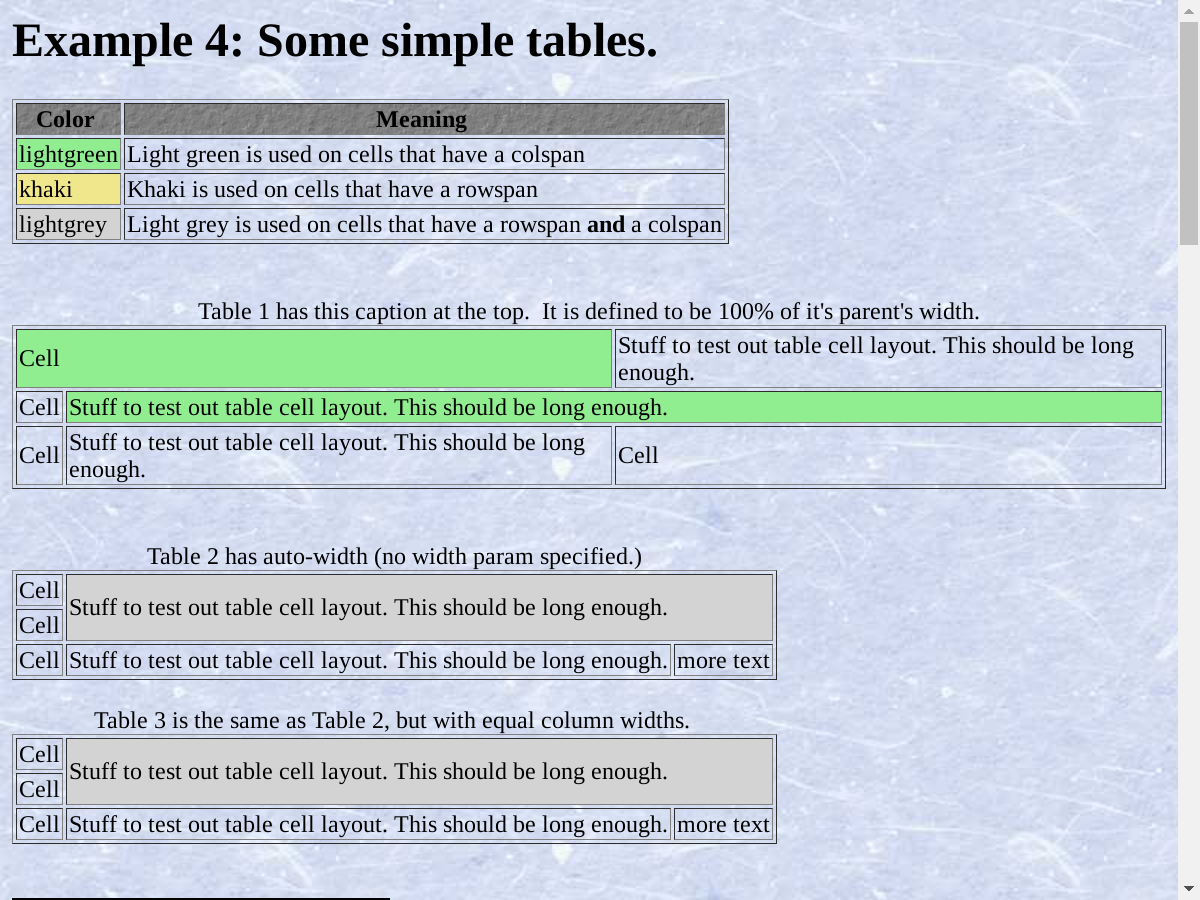 Example 4: Some simple tables.
Color Meaning
lightgreen Light green is used on cells that have a colspan
khaki Khaki is used on cells that have a rowspan
lightgrey Light grey is used on cells that have a rowspan and a colspan
Table 1 has this caption at the top.  It is defined to be 100% of it's parent's width.
Cell Stuff to test out table cell layout. This should be long
enough.
Cell Stuff to test out table cell layout. This should be long enough.
Cell Stuff to test out table cell layout. This should be long
enough. Cell
Table 2 has auto-width (no width param specified.)
Cell Stuff to test out table cell layout. This should be long enough.
Cell
Cell Stuff to test out table cell layout. This should be long enough. more text
Table 3 is the same as Table 2, but with equal column widths.
Cell Stuff to test out table cell layout. This should be long enough.
Cell
Cell Stuff to test out table cell layout. This should be long enough. more text